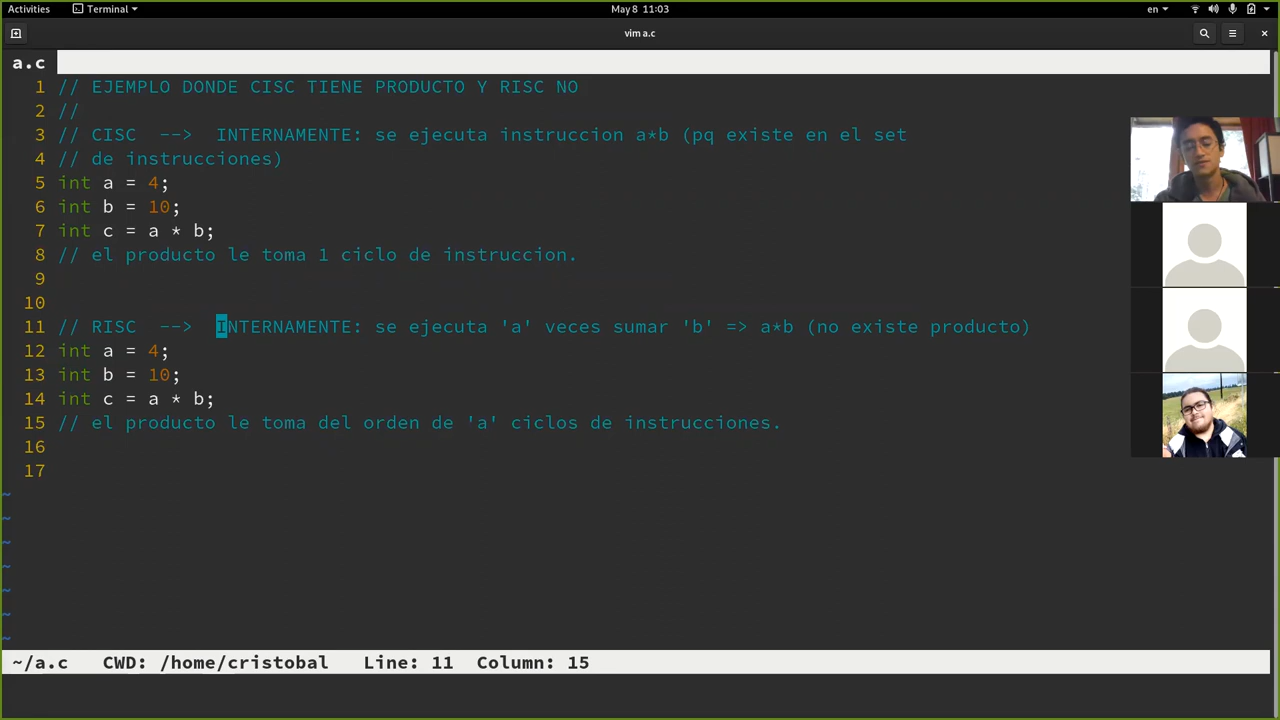 Activities
Terminal
May 8 11:03
en
vim a.c
a.c
1 // EJEMPLO DONDE CISC TIENE PRODUCTO Y RISC NO
2 //
3 // CISC --> INTERNAMENTE: se ejecuta instruccion a*b (pq existe en el set
4 // de instrucciones)
5 int a = 4;
6 int b = 10;
7 int c = a * b;
8 // el producto le toma 1 ciclo de instruccion.
9
10
11 // RISC --> INTERNAMENTE: se ejecuta 'a' veces sumar 'b' => a*b (no existe producto)
12 int a = 4;
13 int b = 10;
14 int c = a * b;
15 // el producto le toma del orden de 'a' ciclos de instrucciones.
16
17
~
~
~
~
~
~
~
~/a.c CWD: /home/cristobal Line: 11 Column: 15